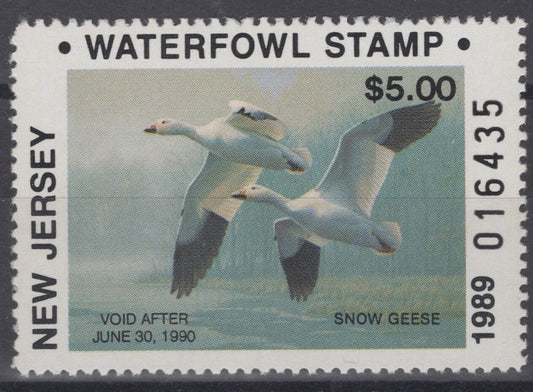 • WATERFOWL STAMP •
$5.00
NEW JERSEY
1989 016435
VOID AFTER
JUNE 30, 1990
SNOW GEESE